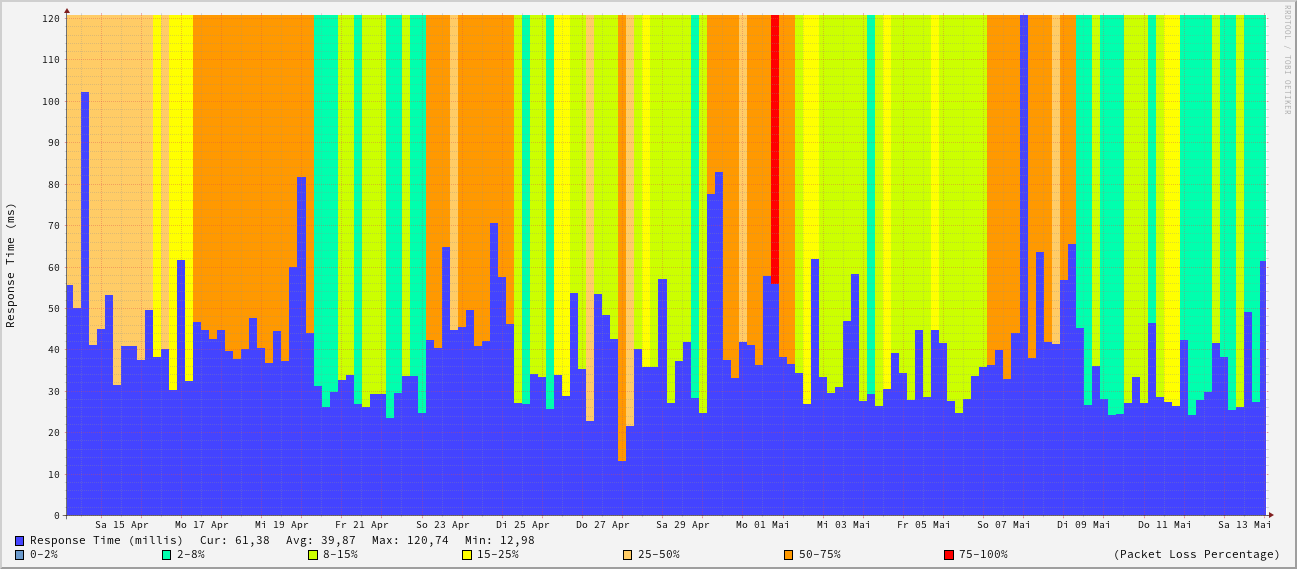 RRDTOOL / TOBI OETIKER
Response Time (ms)
120
110
100
90
80
70
60
50
40
30
20
10
0
Sa 15 Apr Mo 17 Apr Mi 19 Apr Fr 21 Apr So 23 Apr Di 25 Apr Do 27 Apr Sa 29 Apr Mo 01 Mai Mi 03 Mai Fr 05 Mai So 07 Mai Di 09 Mai Do 11 Mai Sa 13 Mai
Response Time (millis) Cur: 61,38 Avg: 39,87 Max: 120,74 Min: 12,98
0-2% 2-8% 8-15% 15-25% 25-50% 50-75% 75-100% (Packet Loss Percentage)